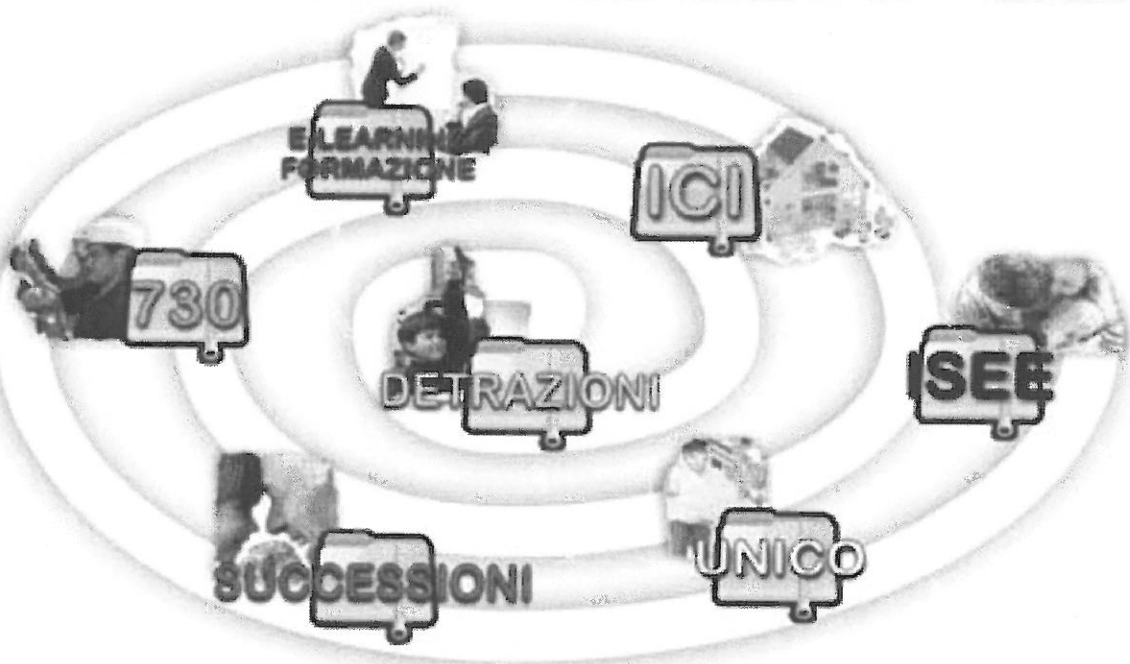 E-LEARNING
FORMAZIONE
ICI
730
ISEE
DETRAZIONI
UNICO
SUCCESSIONI